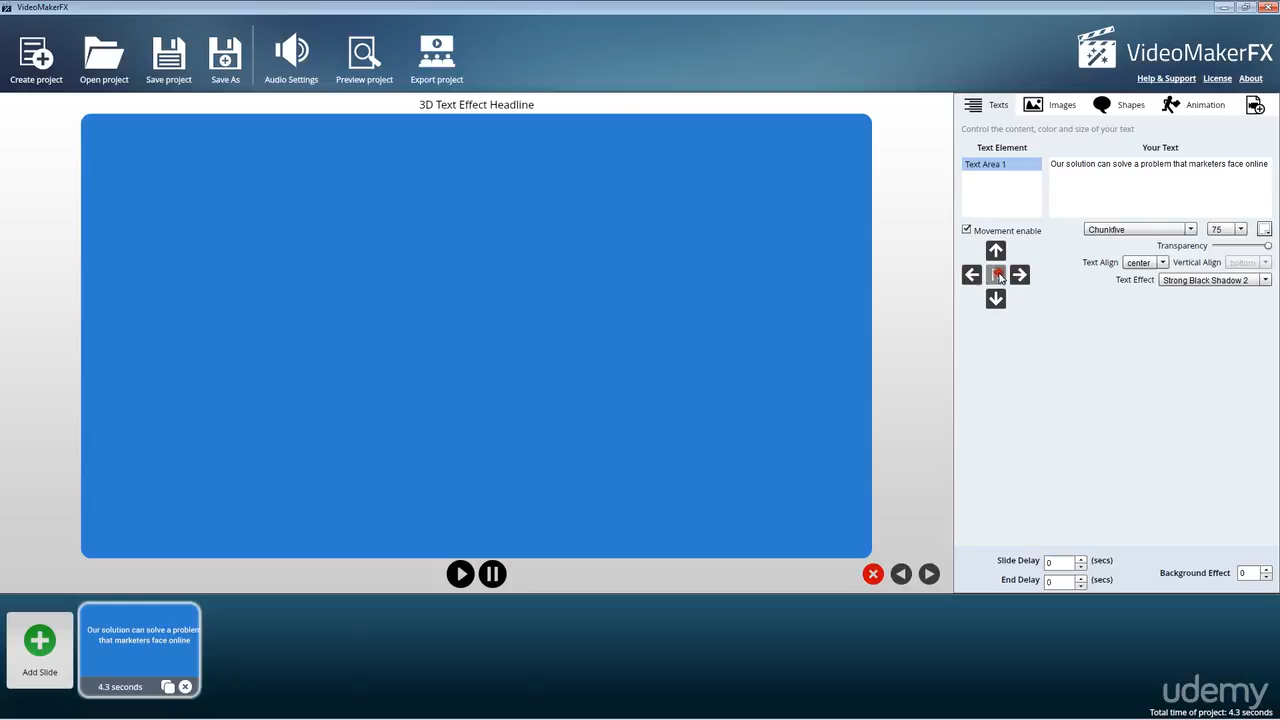 VideoMakerFX
Create project
Open project
Save project
Save As
Audio Settings
Preview project
Export project
VideoMakerFX
Help & Support
License
About
3D Text Effect Headline
Texts
Images
Shapes
Animation
Control the content, color and size of your text
Text Element
Your Text
Text Area 1
Our solution can solve a problem that marketers face online
Movement enable
Chunkfive
75
Transparency
Text Align
center
Vertical Align
bottom
Text Effect
Strong Black Shadow 2
Slide Delay
0
(secs)
End Delay
0
(secs)
Background Effect
0
Add Slide
Our solution can solve a problem
that marketers face online
4.3 seconds
udemy
Total time of project: 4.3 seconds